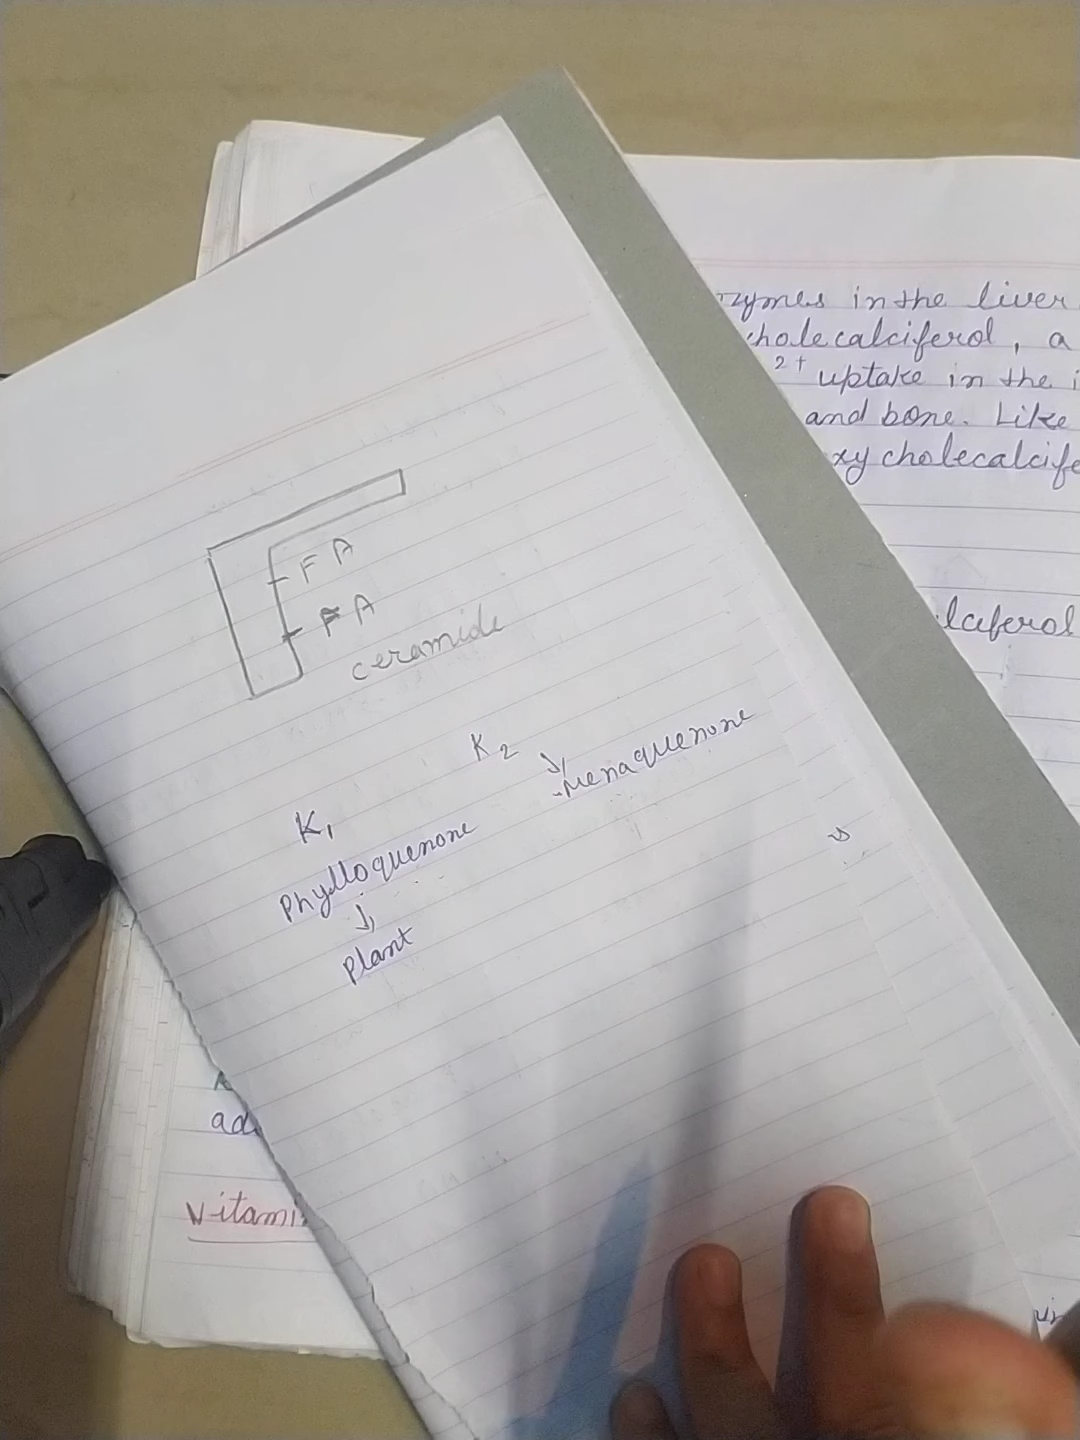 FA
FA
ceramide
K2
Menaquenone
K1
Phylloquenone
Plant
zymes in the liver
cholecalciferol, a
2+ uptake in the i
and bone. Like
xy cholecalcife
lciferol
ad
Vitami